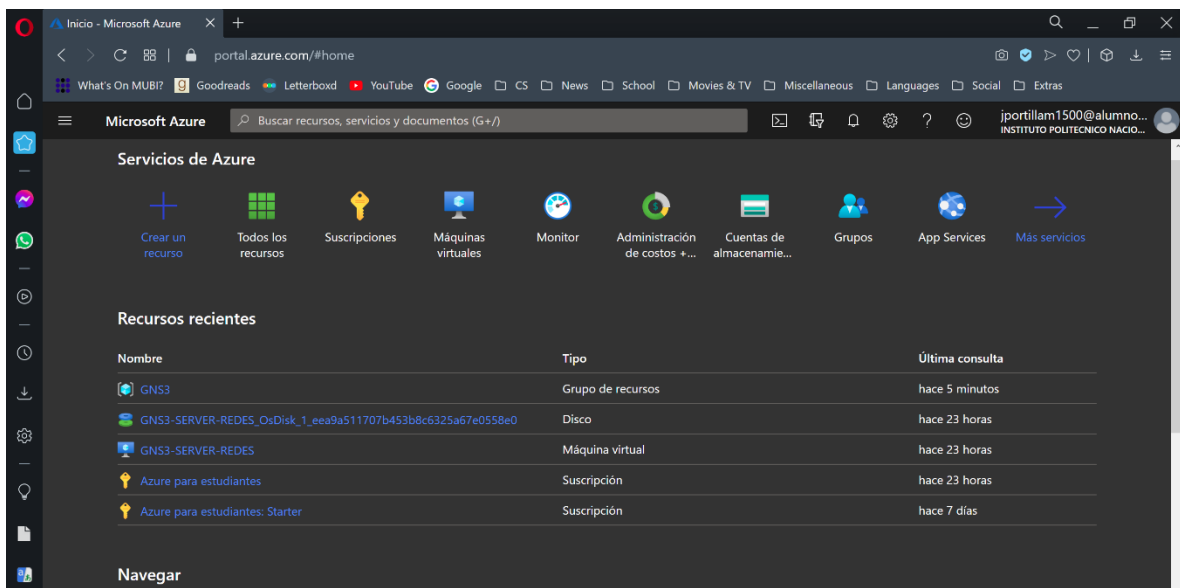 Inicio - Microsoft Azure
portal.azure.com/#home
What's On MUBI? Goodreads Letterboxd YouTube Google CS News School Movies & TV Miscellaneous Languages Social Extras
Microsoft Azure Buscar recursos, servicios y documentos (G+/) jportillam1500@alumno...
INSTITUTO POLITECNICO NACIO...
Servicios de Azure
Crear un recurso Todos los recursos Suscripciones Máquinas virtuales Monitor Administración de costos +... Cuentas de almacenamie... Grupos App Services Más servicios
Recursos recientes
Nombre Tipo Última consulta
GNS3 Grupo de recursos hace 5 minutos
GNS3-SERVER-REDES_OsDisk_1_eea9a511707b453b8c6325a67e0558e0 Disco hace 23 horas
GNS3-SERVER-REDES Máquina virtual hace 23 horas
Azure para estudiantes Suscripción hace 23 horas
Azure para estudiantes: Starter Suscripción hace 7 días
Navegar